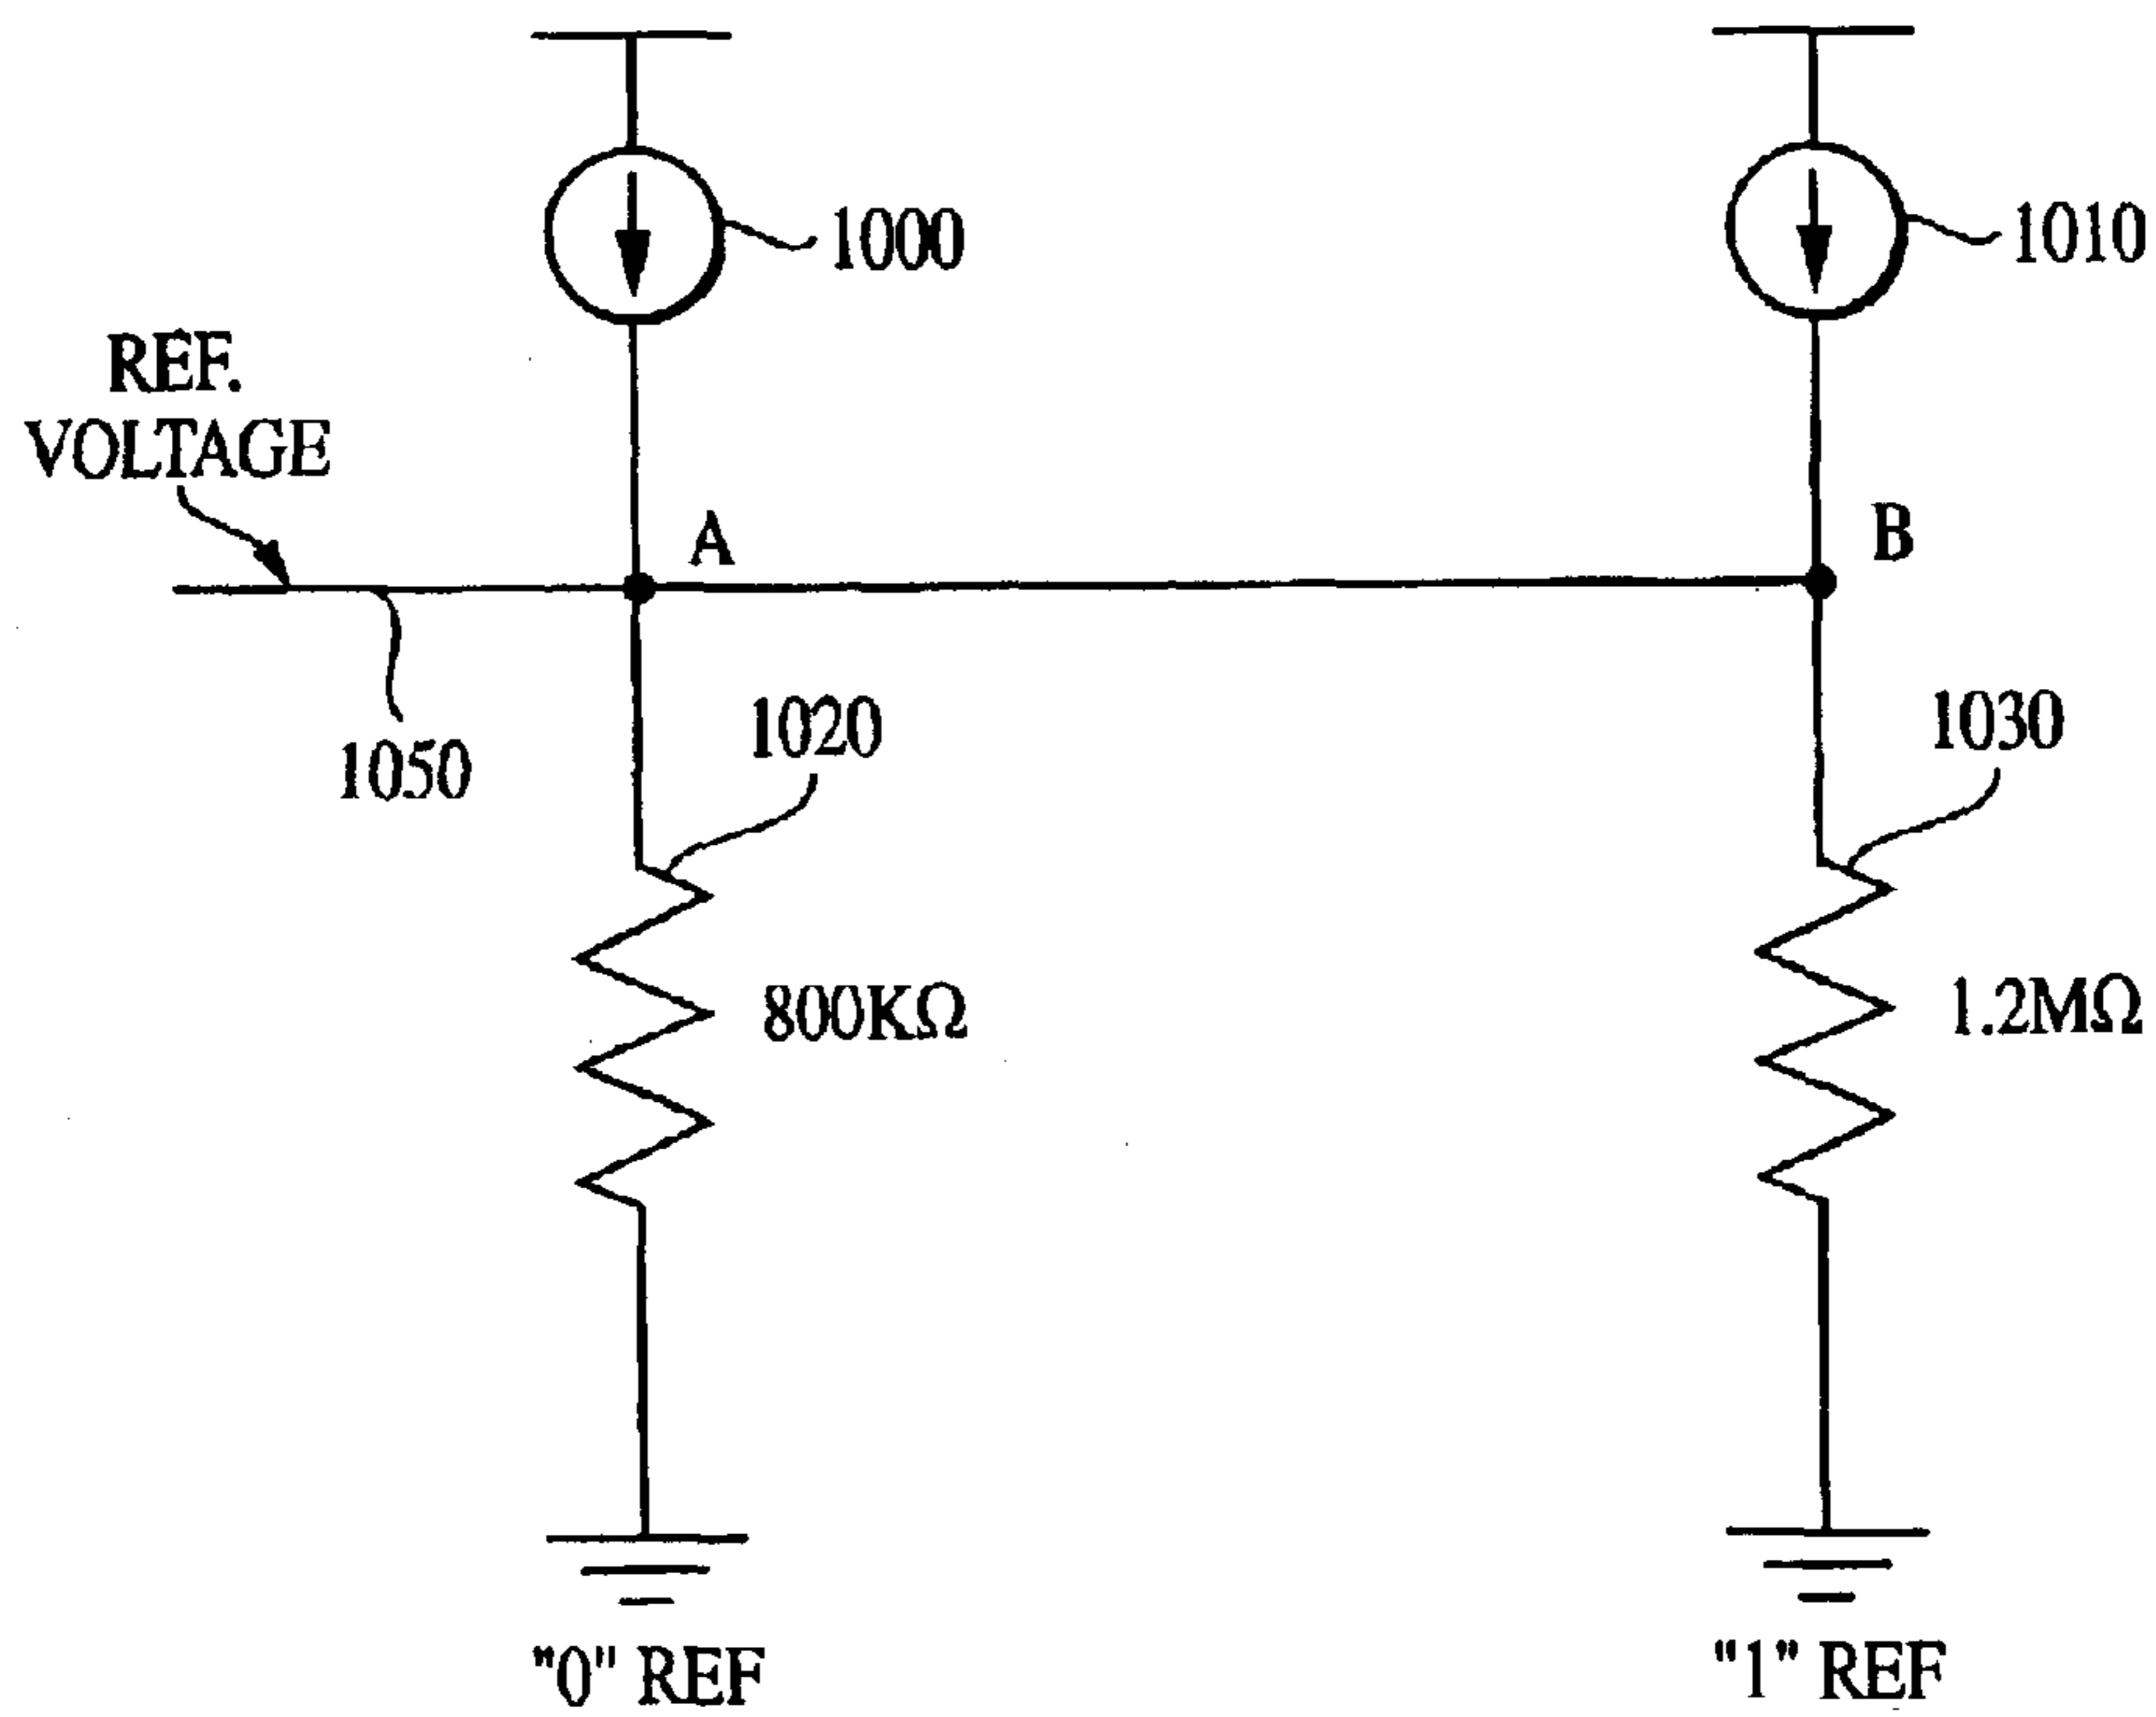 1000
1010
REF.
VOLTAGE
A
B
1050
1020
1030
800KΩ
1.2MΩ
"0" REF
"1" REF